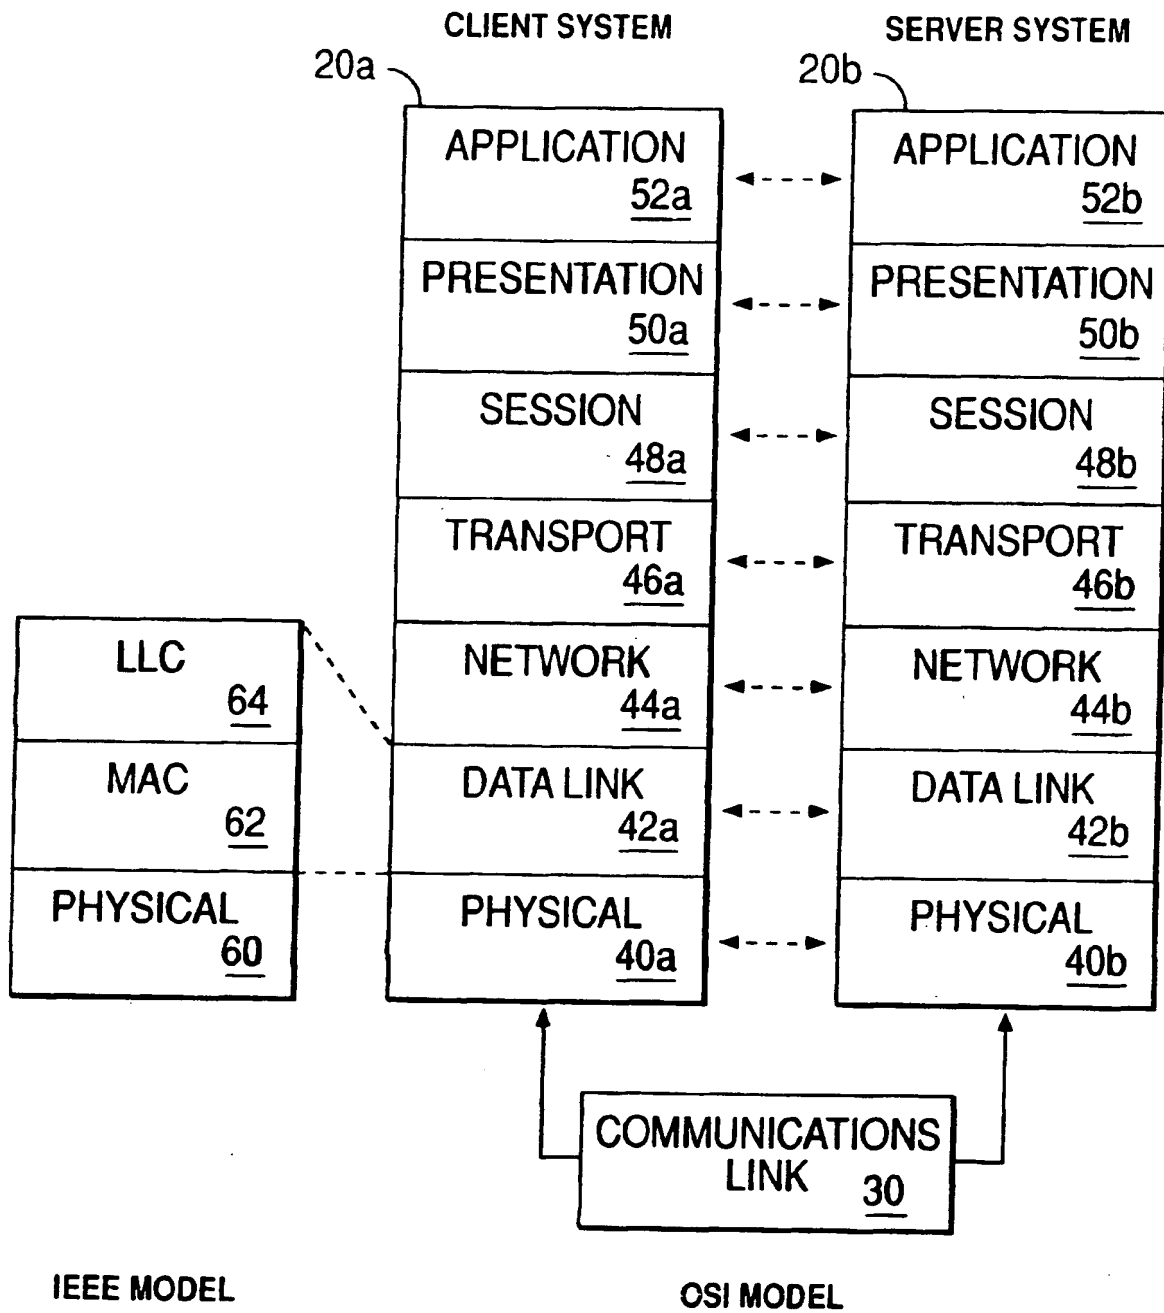 CLIENT SYSTEM
SERVER SYSTEM
20a
20b
APPLICATION
52a
APPLICATION
52b
PRESENTATION
50a
PRESENTATION
50b
SESSION
48a
SESSION
48b
TRANSPORT
46a
TRANSPORT
46b
LLC
64
NETWORK
44a
NETWORK
44b
MAC
62
DATA LINK
42a
DATA LINK
42b
PHYSICAL
60
PHYSICAL
40a
PHYSICAL
40b
COMMUNICATIONS
LINK 30
IEEE MODEL
OSI MODEL